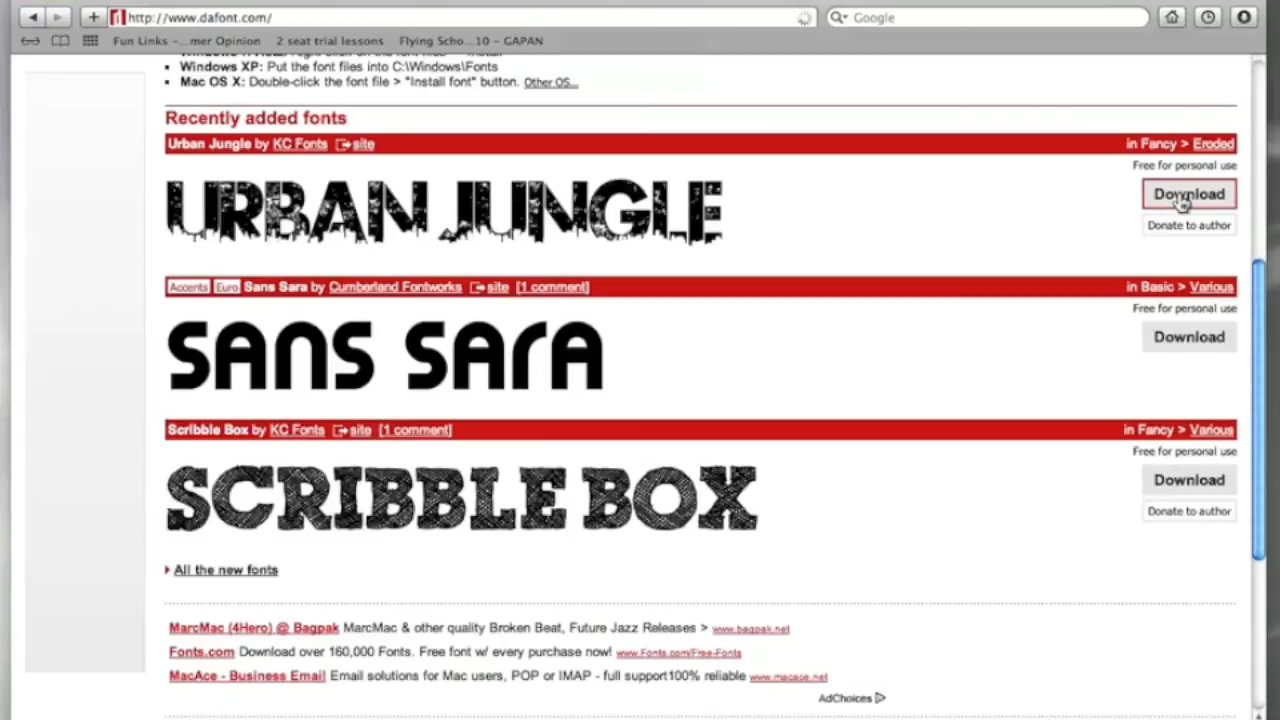 http://www.dafont.com/
Google
Fun Links -...mer Opinion 2 seat trial lessons Flying Scho...10 - GAPAN
Windows XP: Put the font files into C:\Windows\Fonts
Mac OS X: Double-click the font file > "Install font" button. Other OS...
Recently added fonts
Urban Jungle by KC Fonts site in Fancy > Eroded
Free for personal use
URBAN JUNGLE
Download
Donate to author
Accents Euro Sans Sara by Cumberland Fontworks site [1 comment] in Basic > Various
Free for personal use
SANS SARA
Download
Scribble Box by KC Fonts site [1 comment] in Fancy > Various
Free for personal use
SCRIBBLE BOX
Download
Donate to author
All the new fonts
MarcMac (4Hero) @ Bagpak MarcMac & other quality Broken Beat, Future Jazz Releases > www.bagpak.net
Fonts.com Download over 160,000 Fonts. Free font w/ every purchase now! www.Fonts.com/Free-Fonts
MacAce - Business Email Email solutions for Mac users, POP or IMAP - full support100% reliable www.macace.net
AdChoices